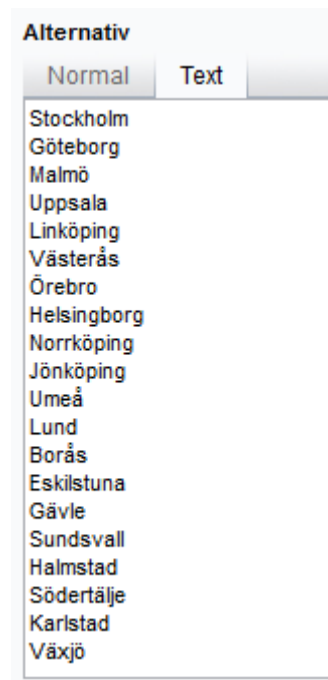 Alternativ
Normal Text
Stockholm
Göteborg
Malmö
Uppsala
Linköping
Västerås
Örebro
Helsingborg
Norrköping
Jönköping
Umeå
Lund
Borås
Eskilstuna
Gävle
Sundsvall
Halmstad
Södertälje
Karlstad
Växjö